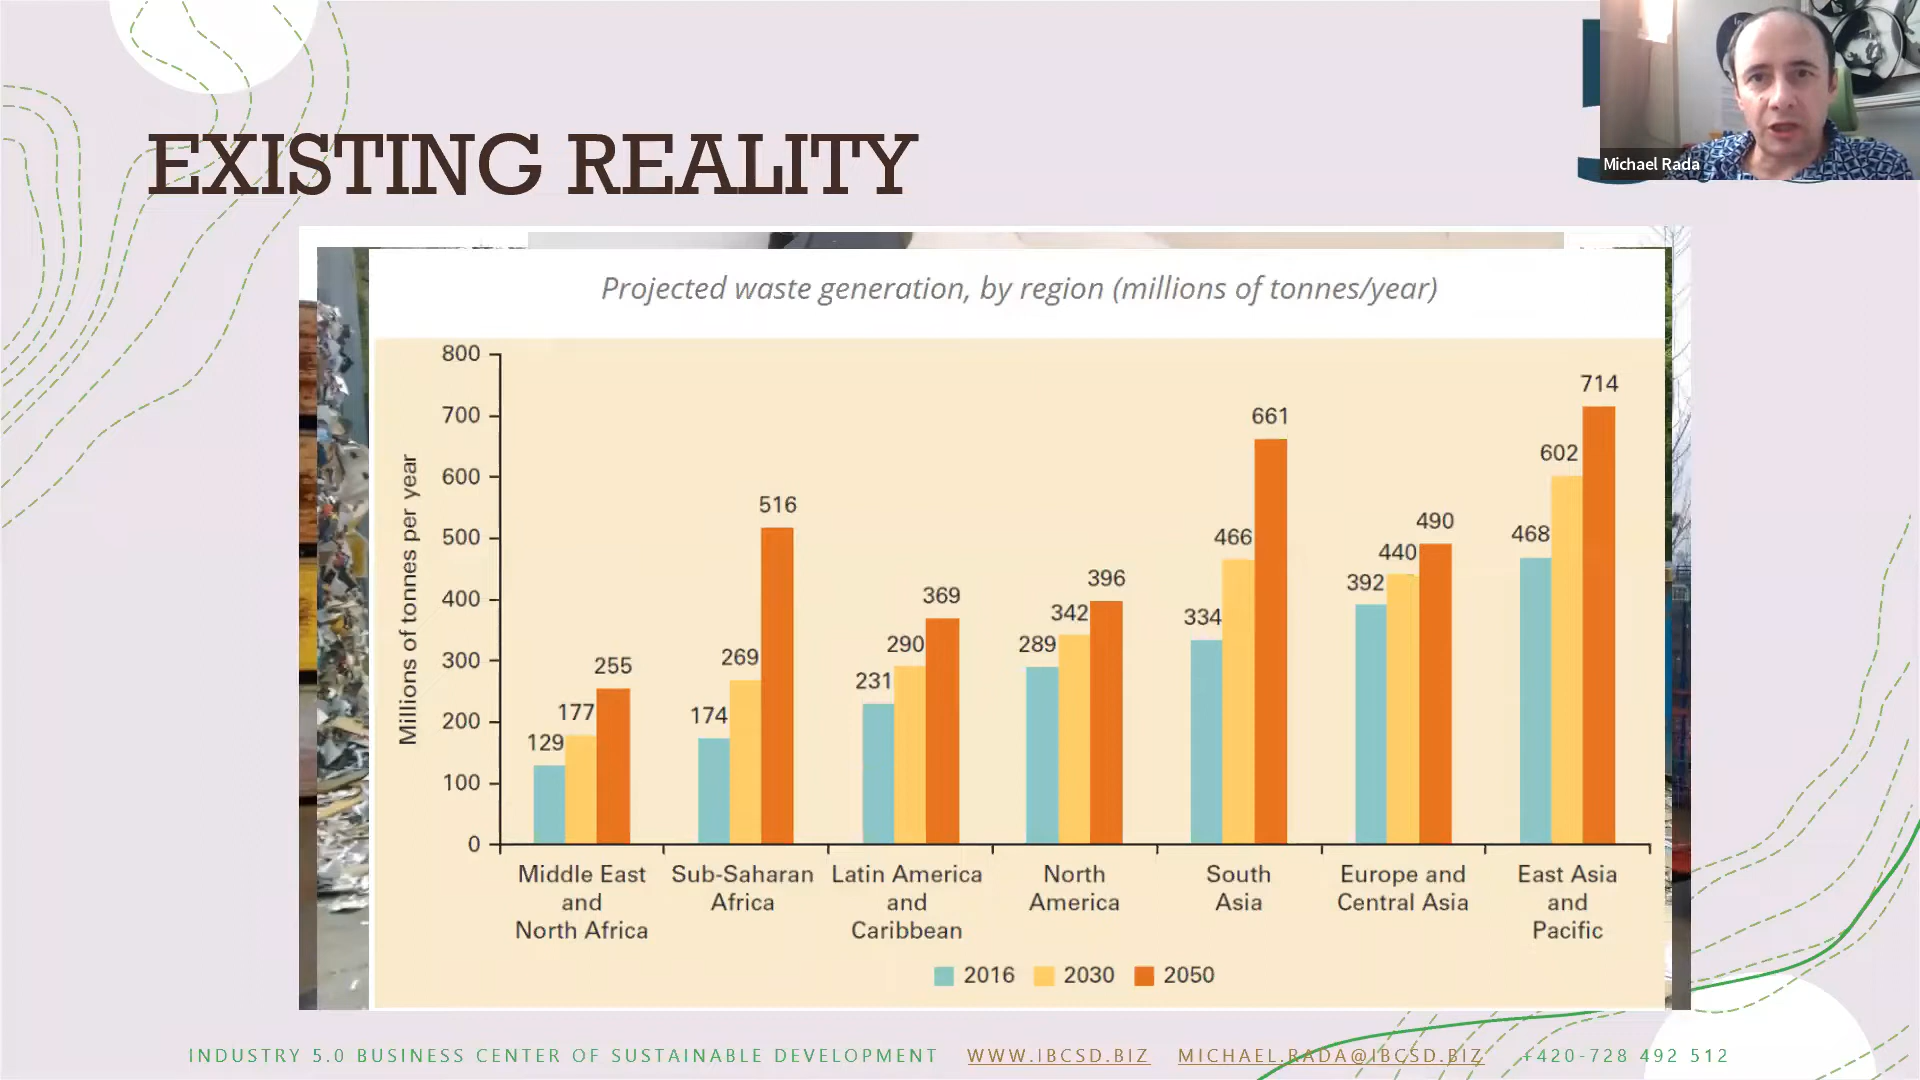 EXISTING REALITY
Michael Rada
Projected waste generation, by region (millions of tonnes/year)
Millions of tonnes per year
800
700
600
500
400
300
200
100
0
129
177
255
174
269
516
231
290
369
289
342
396
334
466
661
392
440
490
468
602
714
Middle East
and
North Africa
Sub-Saharan
Africa
Latin America
and
Caribbean
North
America
South
Asia
Europe and
Central Asia
East Asia
and
Pacific
2016 2030 2050
INDUSTRY 5.0 BUSINESS CENTER OF SUSTAINABLE DEVELOPMENT WWW.IBCSD.BIZ MICHAEL.RADA@IBCSD.BIZ +420-728 492 512